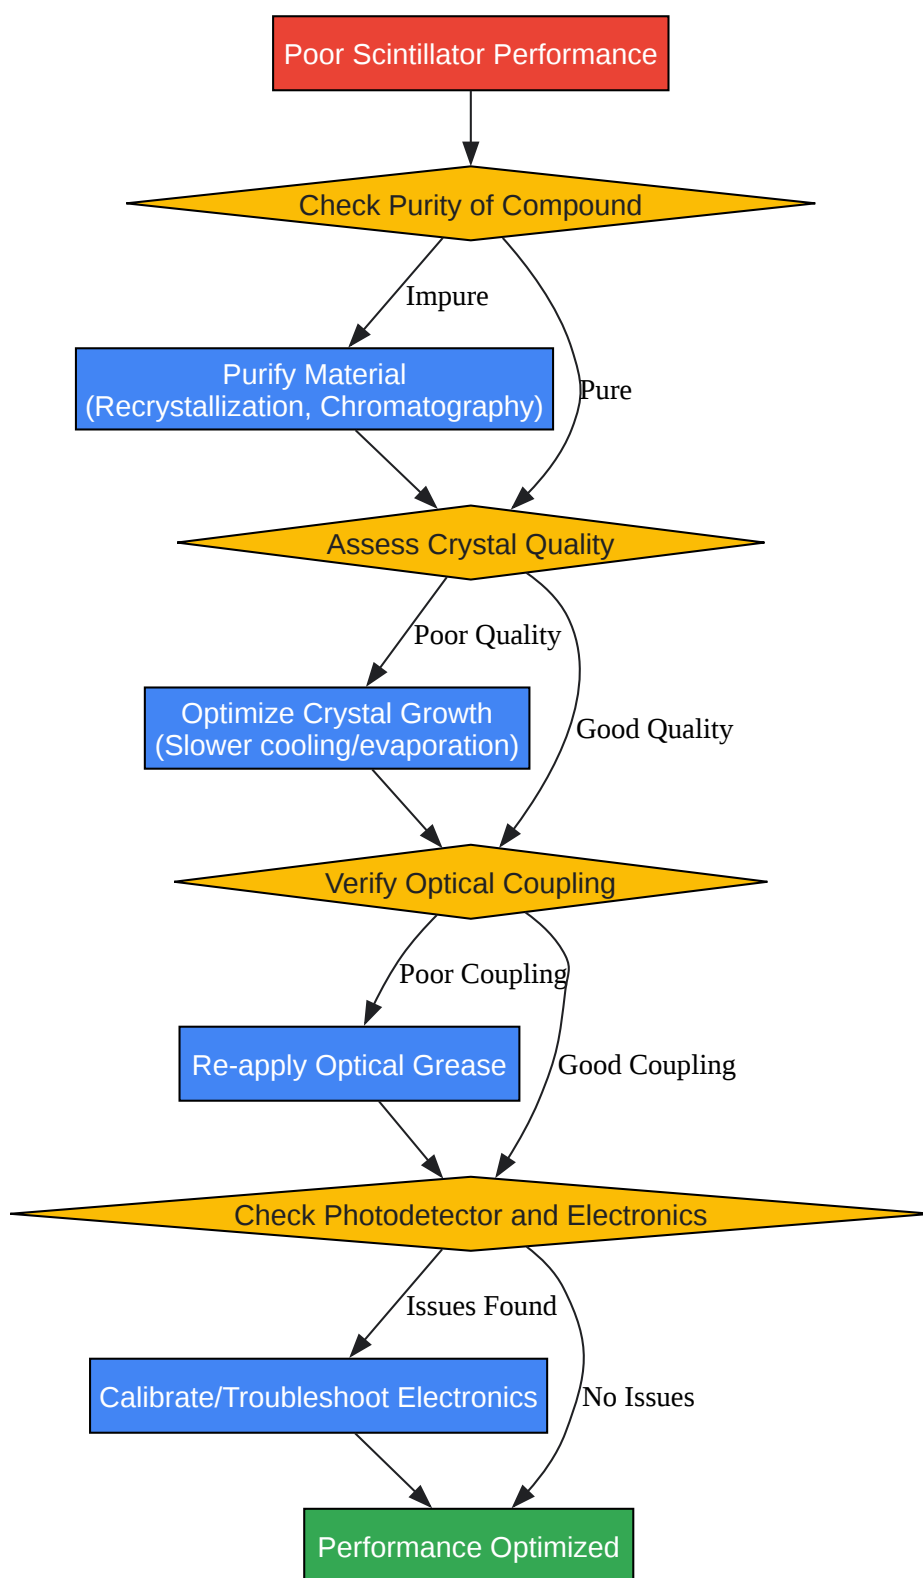 Poor Scintillator Performance
Check Purity of Compound
Impure
Purify Material
(Recrystallization, Chromatography)
Pure
Assess Crystal Quality
Poor Quality
Optimize Crystal Growth
(Slower cooling/evaporation)
Good Quality
Verify Optical Coupling
Poor Coupling
Re-apply Optical Grease
Good Coupling
Check Photodetector and Electronics
Issues Found
Calibrate/Troubleshoot Electronics
No Issues
Performance Optimized